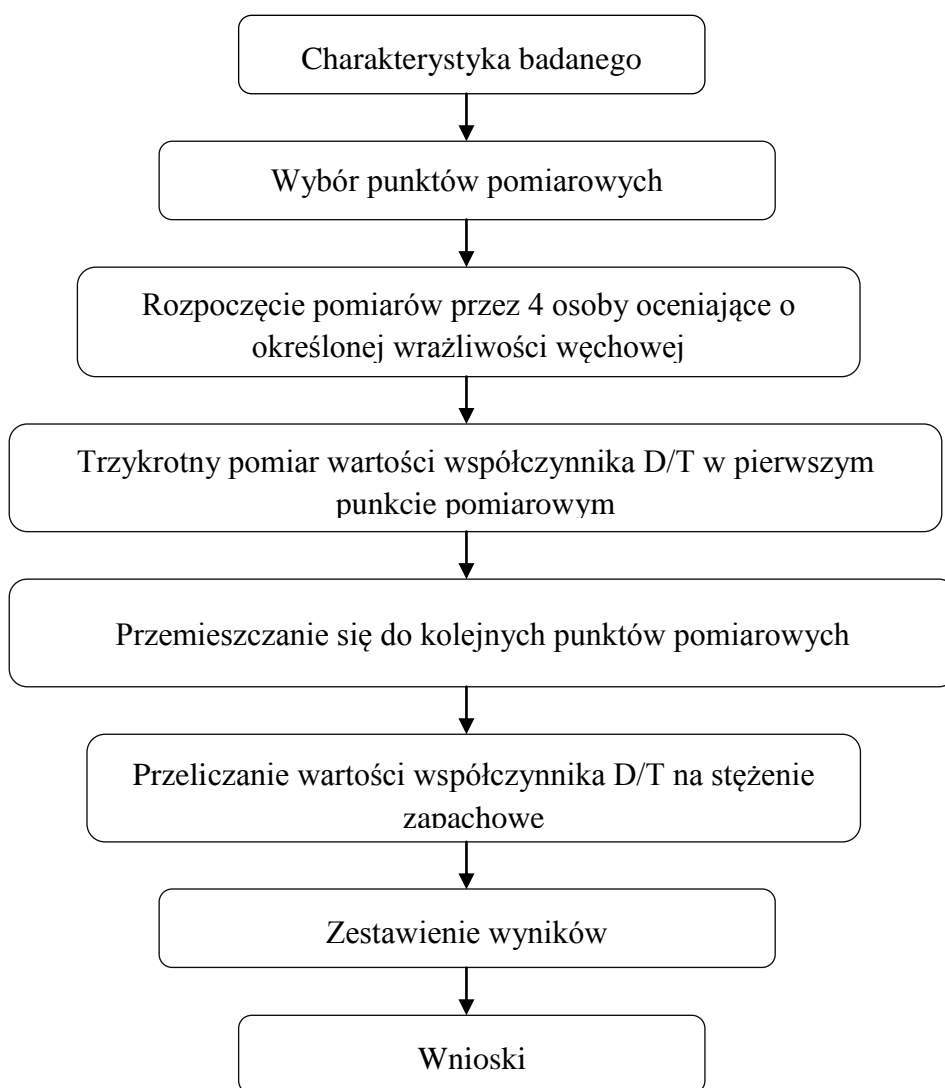 Charakterystyka badanego
Wybór punktów pomiarowych
Rozpoczęcie pomiarów przez 4 osoby oceniające o
określonej wrażliwości węchowej
Trzykrotny pomiar wartości współczynnika D/T w pierwszym
punkcie pomiarowym
Przemieszczanie się do kolejnych punktów pomiarowych
Przeliczanie wartości współczynnika D/T na stężenie
zapachowe
Zestawienie wyników
Wnioski